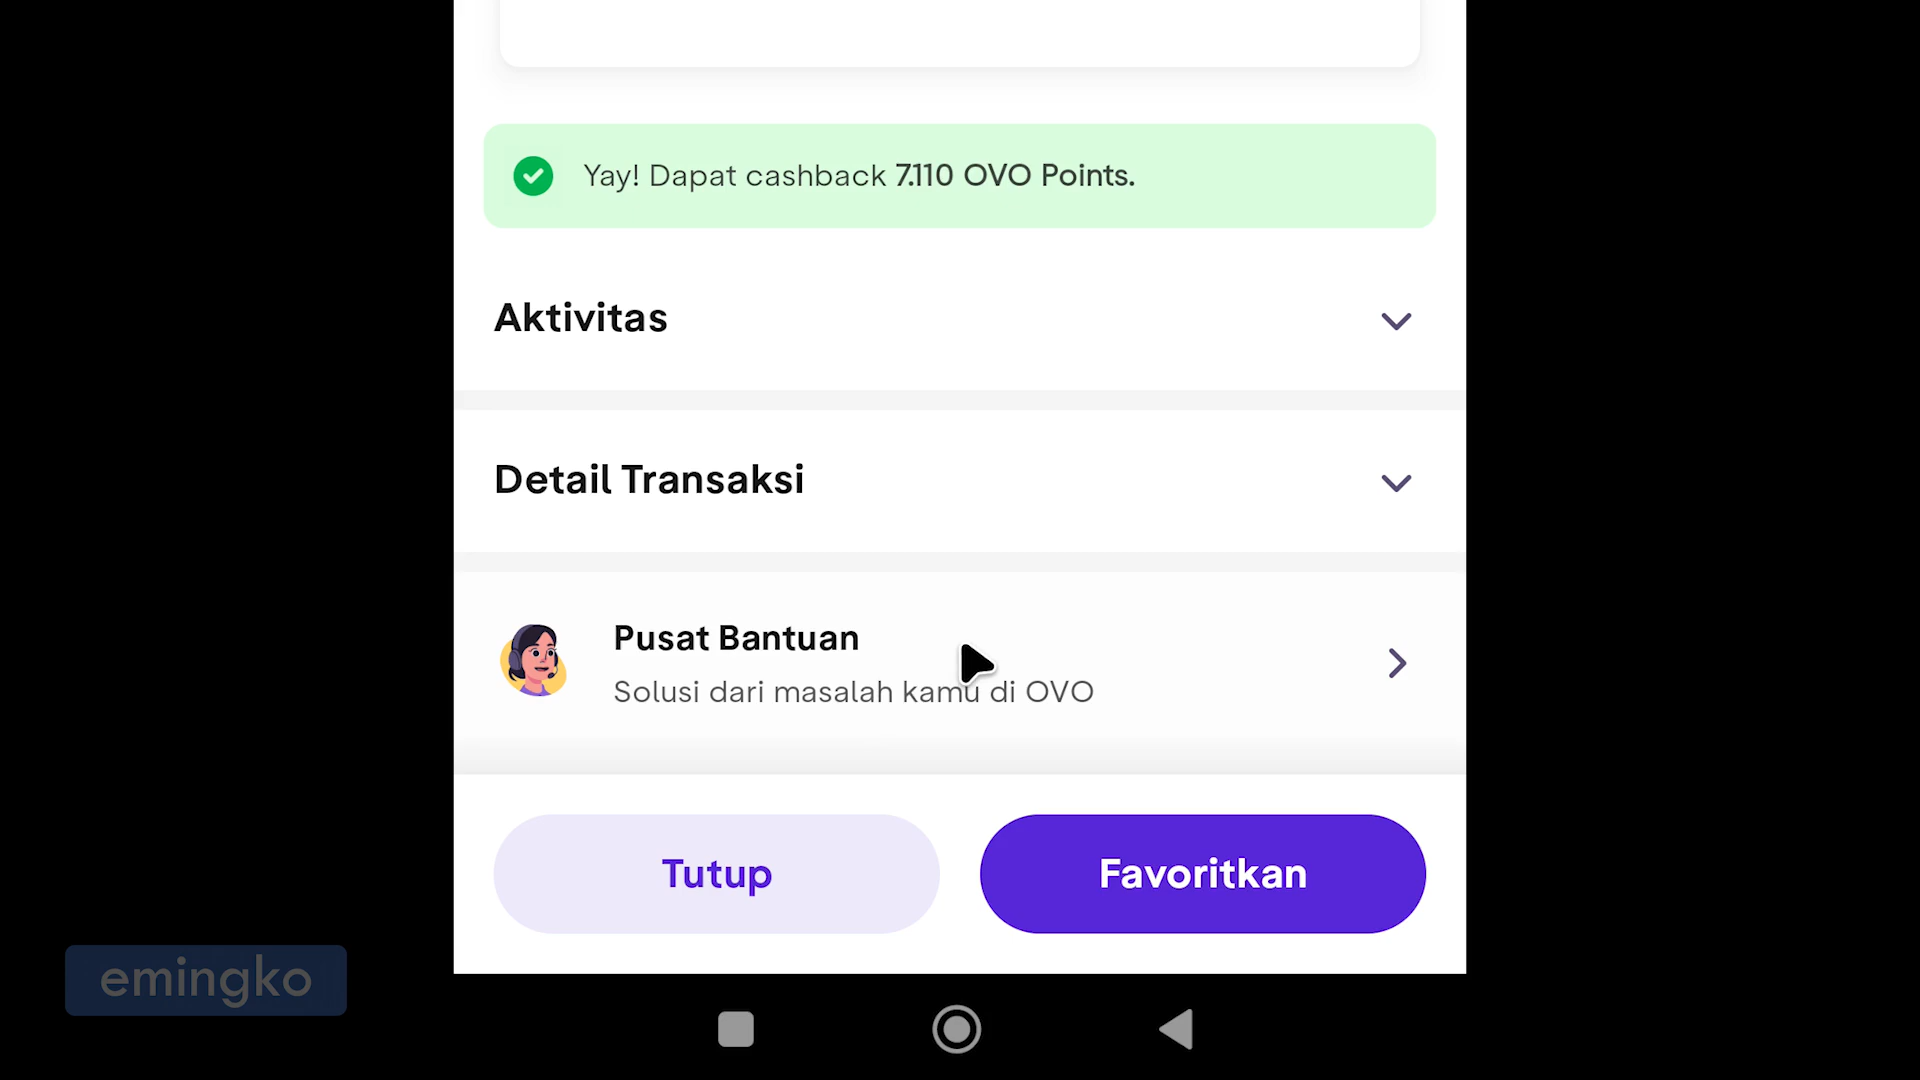 Yay! Dapat cashback 7.110 OVO Points.
Aktivitas
Detail Transaksi
Pusat Bantuan
Solusi dari masalah kamu di OVO
Tutup
Favoritkan
emingko